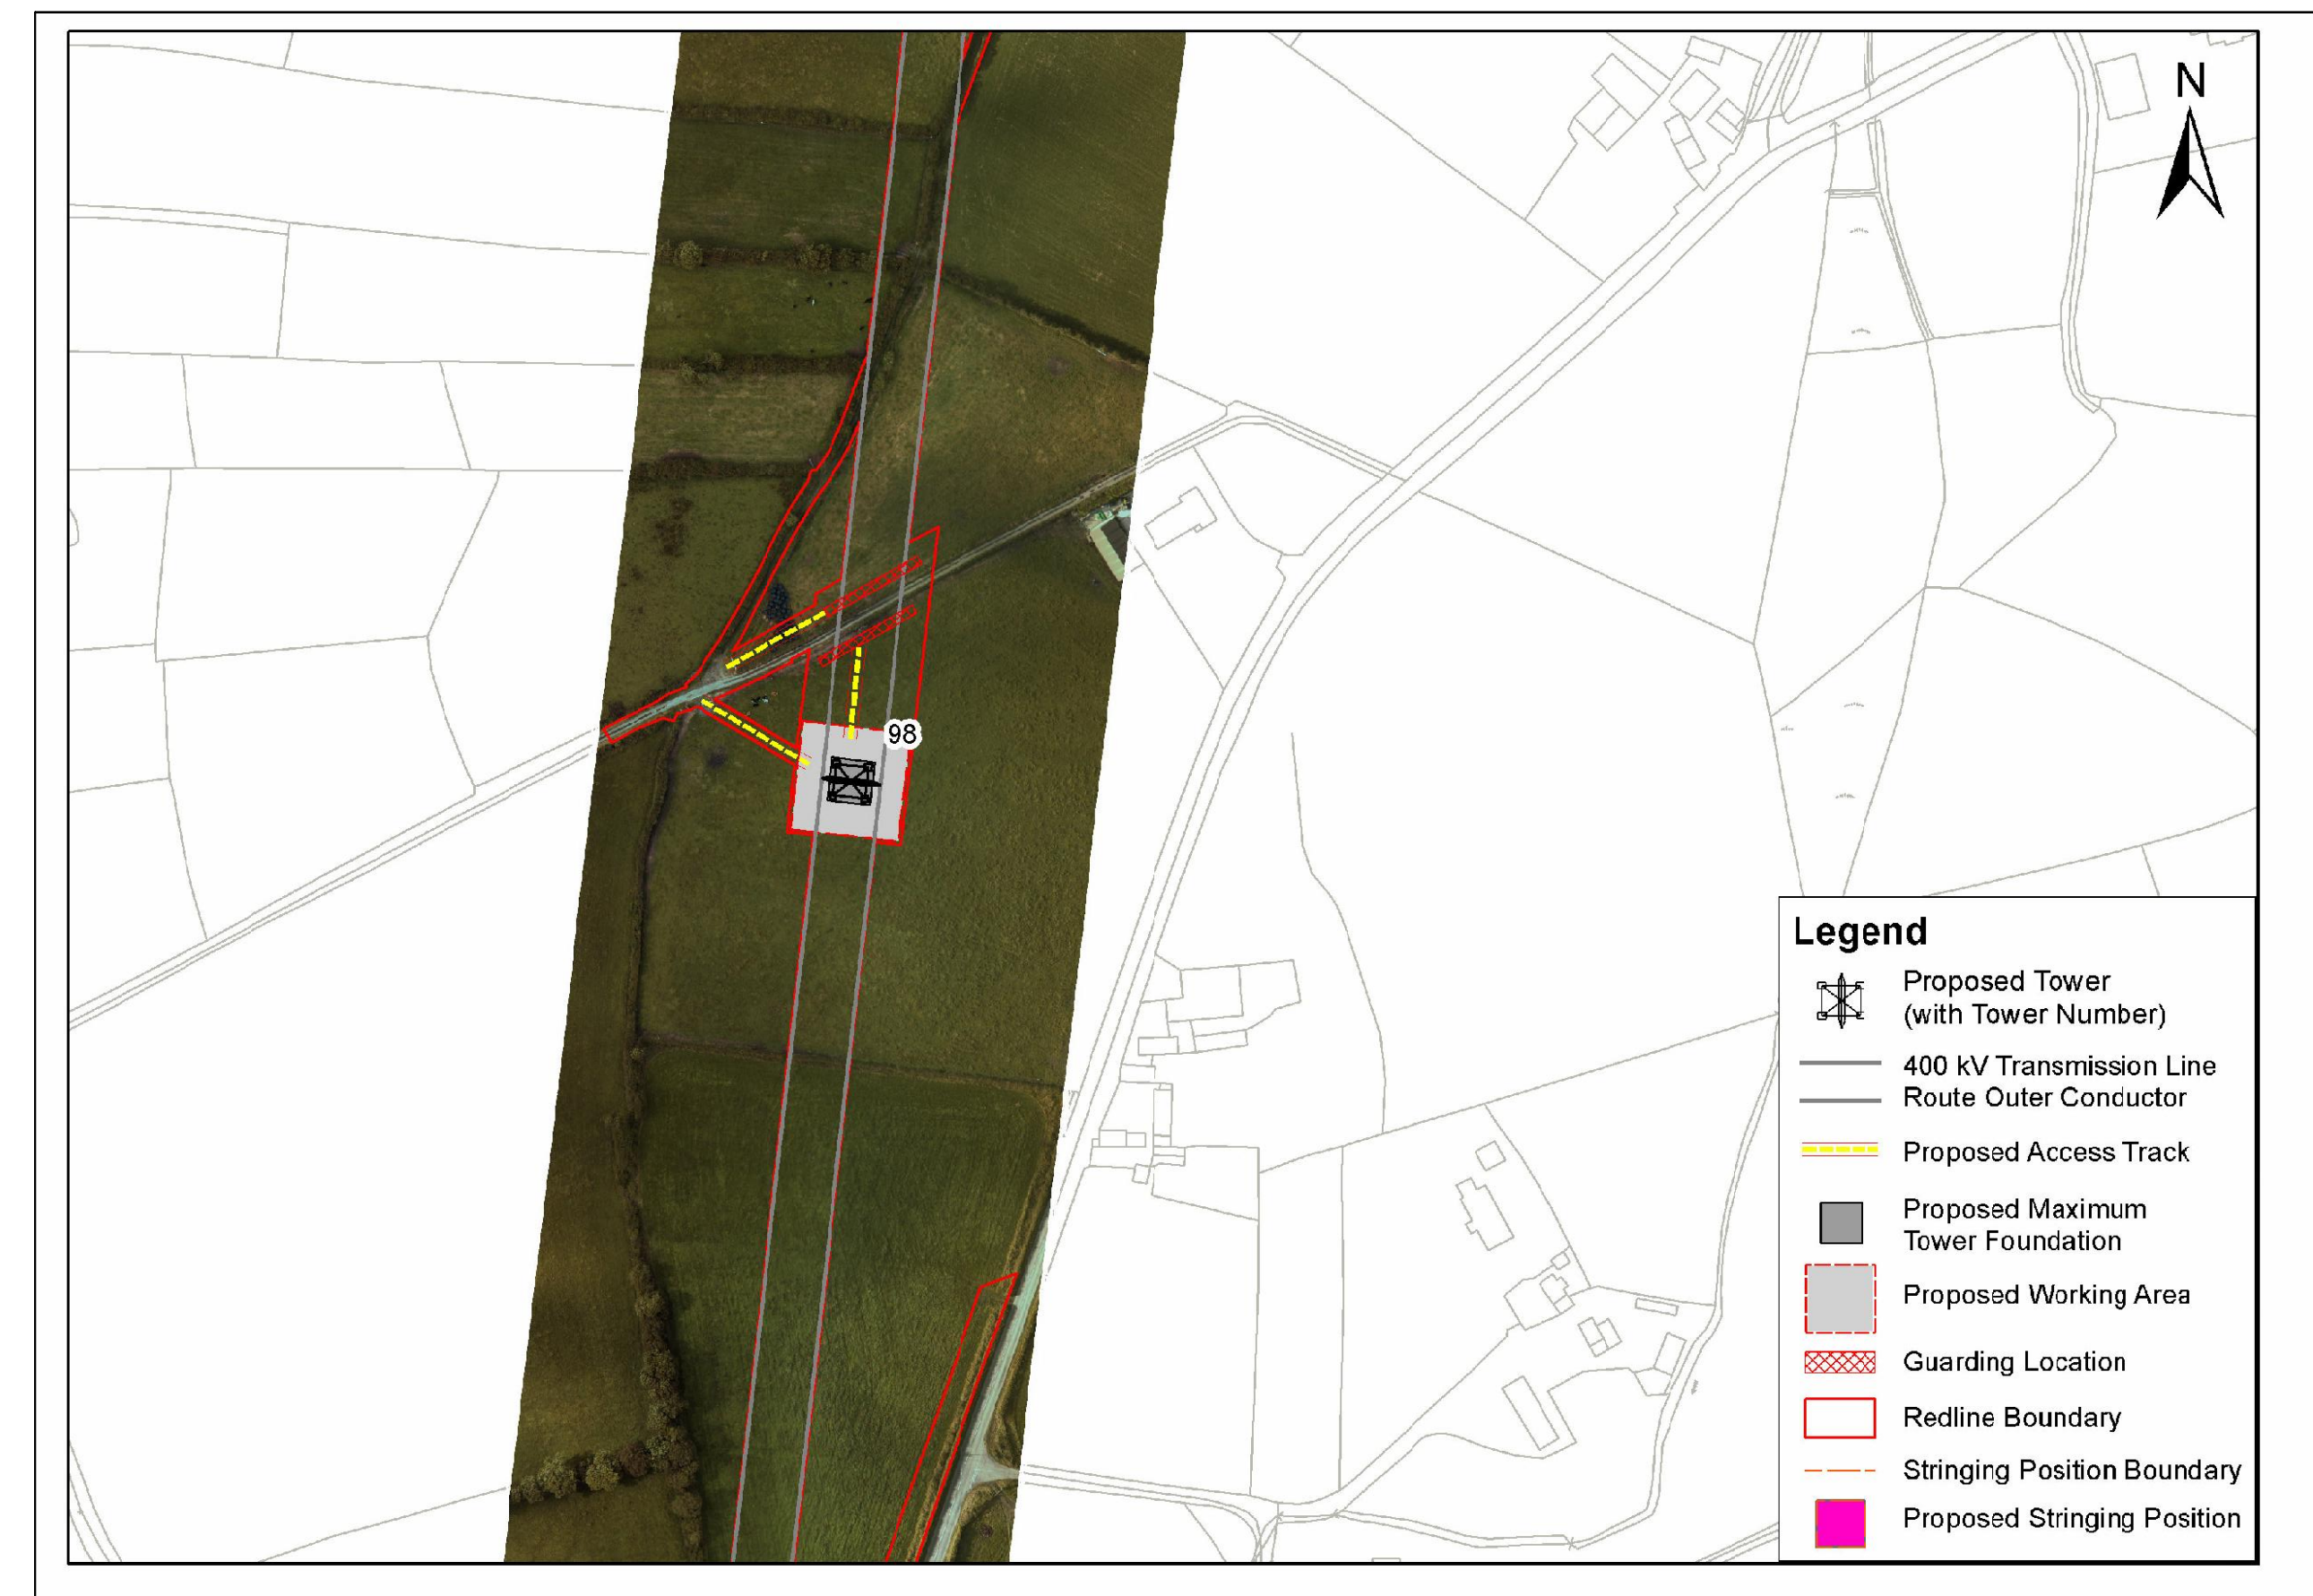 N
98
Legend
Proposed Tower
(with Tower Number)
400 kV Transmission Line
Route Outer Conductor
Proposed Access Track
Proposed Maximum
Tower Foundation
Proposed Working Area
Guarding Location
Redline Boundary
Stringing Position Boundary
Proposed Stringing Position